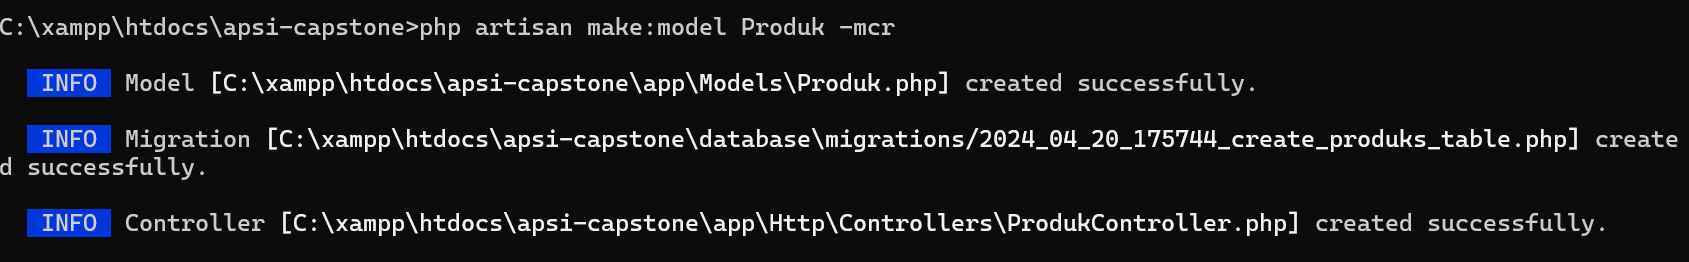 C:\xampp\htdocs\apsi-capstone>php artisan make:model Produk -mcr
INFO Model [C:\xampp\htdocs\apsi-capstone\app\Models\Produk.php] created successfully.
INFO Migration [C:\xampp\htdocs\apsi-capstone\database\migrations/2024_04_20_175744_create_produks_table.php] create
d successfully.
INFO Controller [C:\xampp\htdocs\apsi-capstone\app\Http\Controllers\ProdukController.php] created successfully.